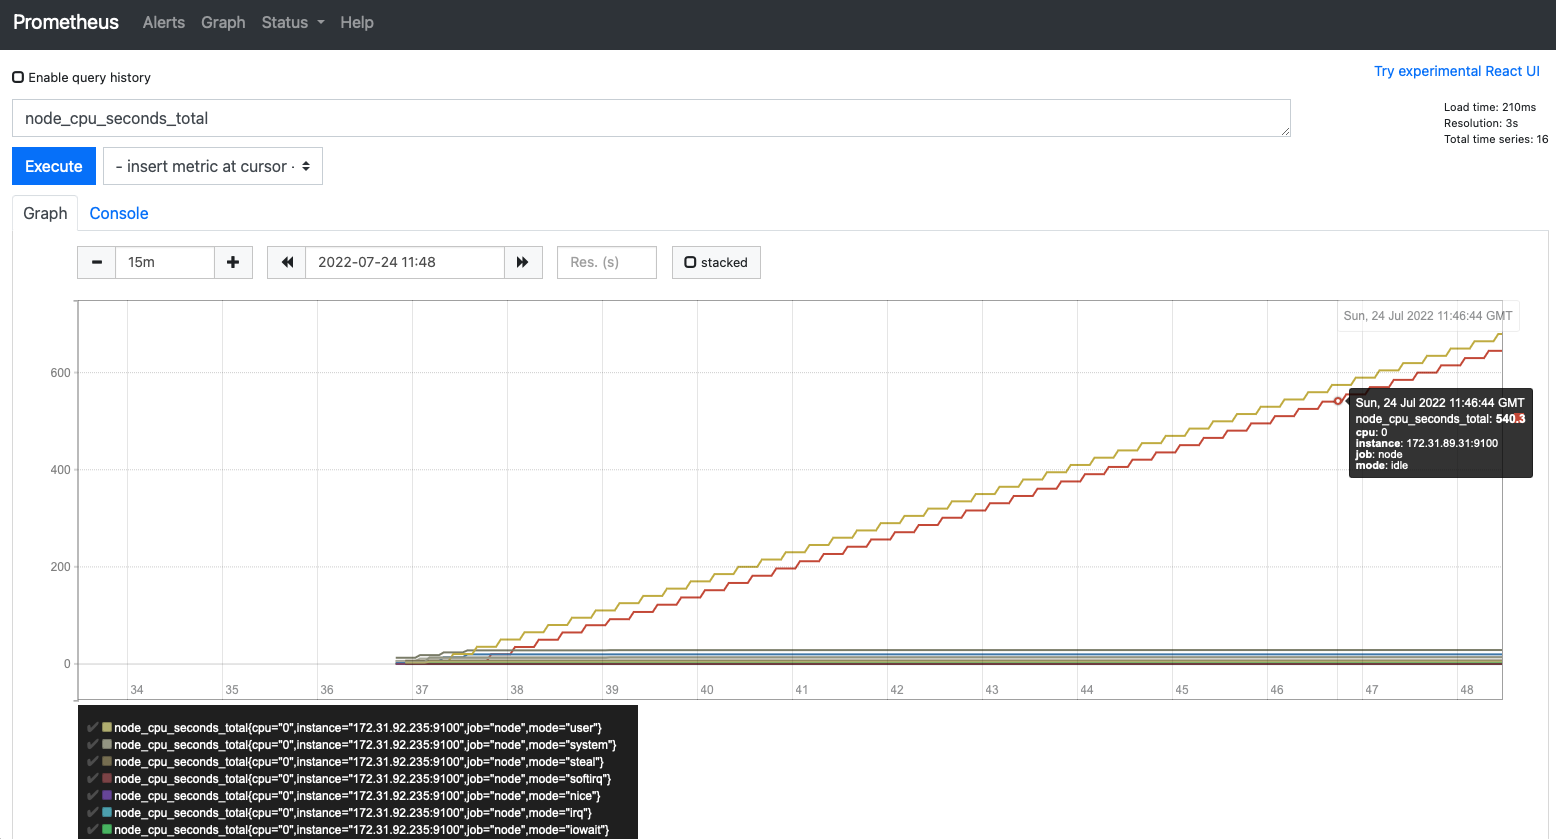 Prometheus Alerts Graph Status Help
Enable query history
Try experimental React UI
node_cpu_seconds_total
Load time: 210ms
Resolution: 3s
Total time series: 16
Execute
- insert metric at cursor -
Graph Console
15m
2022-07-24 11:48
Res. (s)
stacked
Sun, 24 Jul 2022 11:46:44 GMT
600
400
200
0
Sun, 24 Jul 2022 11:46:44 GMT
node_cpu_seconds_total: 540.3
cpu: 0
instance: 172.31.89.31:9100
job: node
mode: idle
34 35 36 37 38 39 40 41 42 43 44 45 46 47 48
node_cpu_seconds_total{cpu="0",instance="172.31.92.235:9100",job="node",mode="user"}
node_cpu_seconds_total{cpu="0",instance="172.31.92.235:9100",job="node",mode="system"}
node_cpu_seconds_total{cpu="0",instance="172.31.92.235:9100",job="node",mode="steal"}
node_cpu_seconds_total{cpu="0",instance="172.31.92.235:9100",job="node",mode="softirq"}
node_cpu_seconds_total{cpu="0",instance="172.31.92.235:9100",job="node",mode="nice"}
node_cpu_seconds_total{cpu="0",instance="172.31.92.235:9100",job="node",mode="irq"}
node_cpu_seconds_total{cpu="0",instance="172.31.92.235:9100",job="node",mode="iowait"}